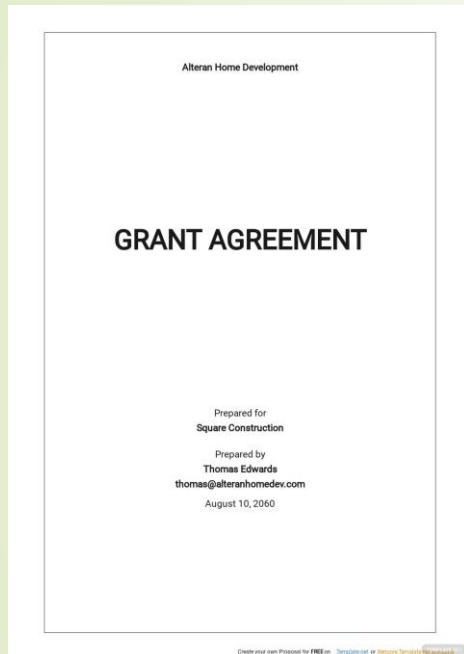 Alteran Home Development
GRANT AGREEMENT
Prepared for
Square Construction
Prepared by
Thomas Edwards
thomas@alteranhomedev.com
August 10, 2060
Create your own Proposal for FREE on Template.net or Remove Template